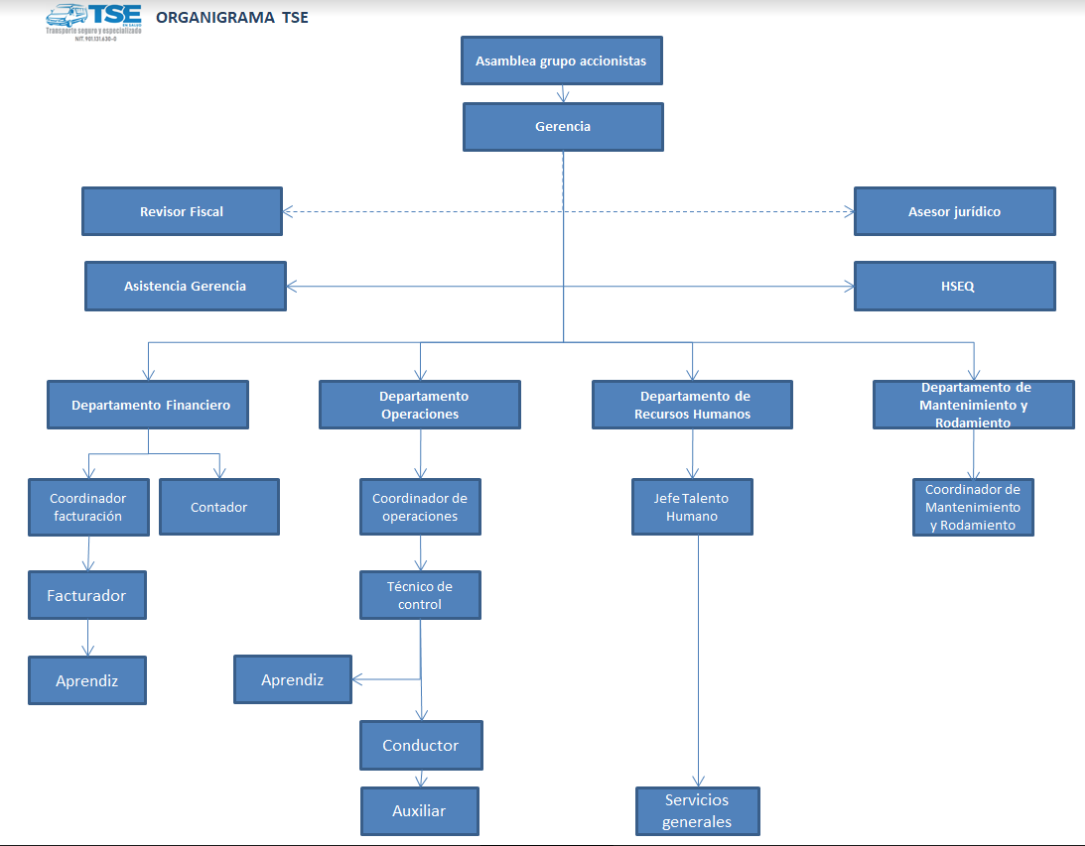 TSE
EN SALUD
Transporte seguro y especializado
ORGANIGRAMA TSE
Asamblea grupo accionistas
Gerencia
Revisor Fiscal
Asesor jurídico
Asistencia Gerencia
HSEQ
Departamento Financiero
Departamento
Operaciones
Departamento de
Recursos Humanos
Departamento de
Mantenimiento y
Rodamiento
Coordinador
facturación
Contador
Coordinador de
operaciones
Jefe Talento
Humano
Coordinador de
Mantenimiento
y Rodamiento
Facturador
Técnico de
control
Aprendiz
Aprendiz
Conductor
Auxiliar
Servicios
generales